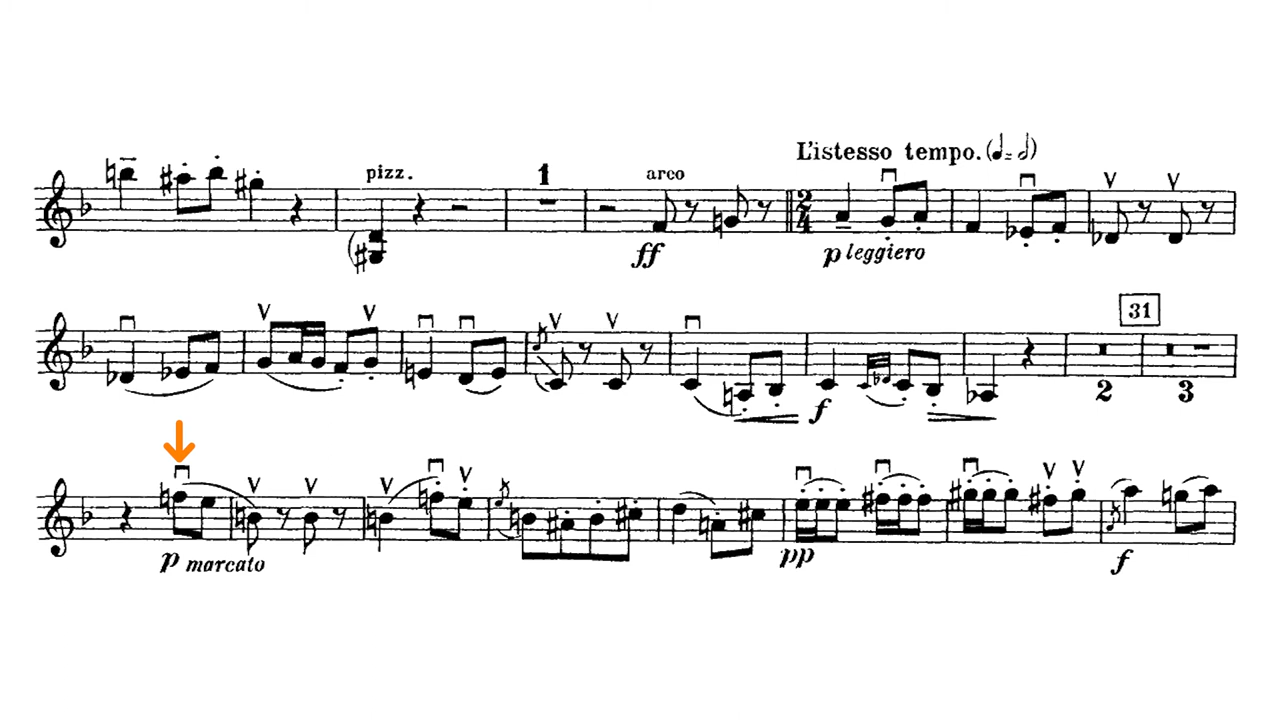 L'istesso tempo. (♩=𝅗𝅥)
pizz. 1 arco
ff p leggiero
31
f 2 3
p marcato pp f